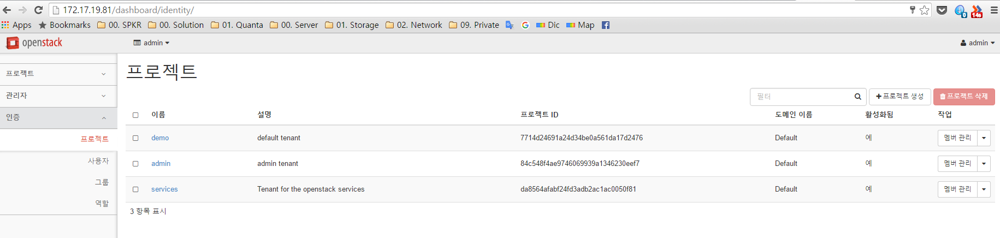 172.17.19.81/dashboard/identity/
Apps Bookmarks 00. SPKR 00. Solution 01. Quanta 00. Server 01. Storage 02. Network 09. Private Dic Map
openstack admin admin
프로젝트
관리자
인증
프로젝트
사용자
그룹
역할
프로젝트
필터 프로젝트 생성 프로젝트 삭제
이름 설명 프로젝트 ID 도메인 이름 활성화됨 작업
demo default tenant 7714d24691a24d34be0a561da17d2476 Default 예 멤버 관리
admin admin tenant 84c548f4ae9746069939a1346230eef7 Default 예 멤버 관리
services Tenant for the openstack services da8564afabf24fd3adb2ac1ac0050f81 Default 예 멤버 관리
3 항목 표시